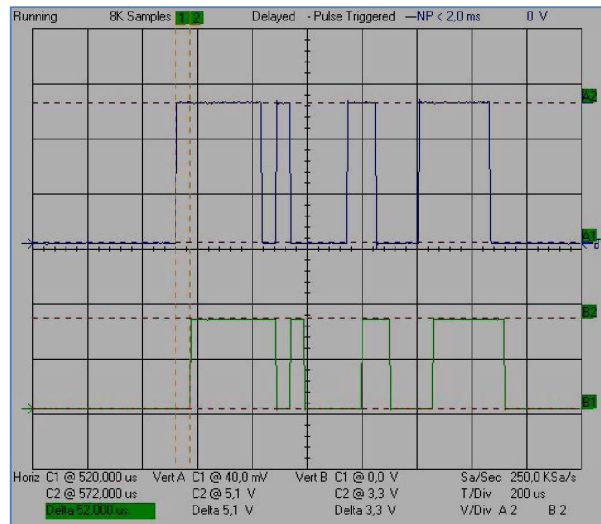 Running 8K Samples 1 2 Delayed - Pulse Triggered —NP < 2,0 ms 0 V
A2
A1
B2
B1
Horiz C1 @ 520,000 us Vert A C1 @ 40,0 mV Vert B C1 @ 0,0 V Sa/Sec 250,0 KSa/s
C2 @ 572,000 us C2 @ 5,1 V C2 @ 3,3 V T/Div 200 us
Delta 52,000 us Delta 5,1 V Delta 3,3 V V/Div A 2 B 2